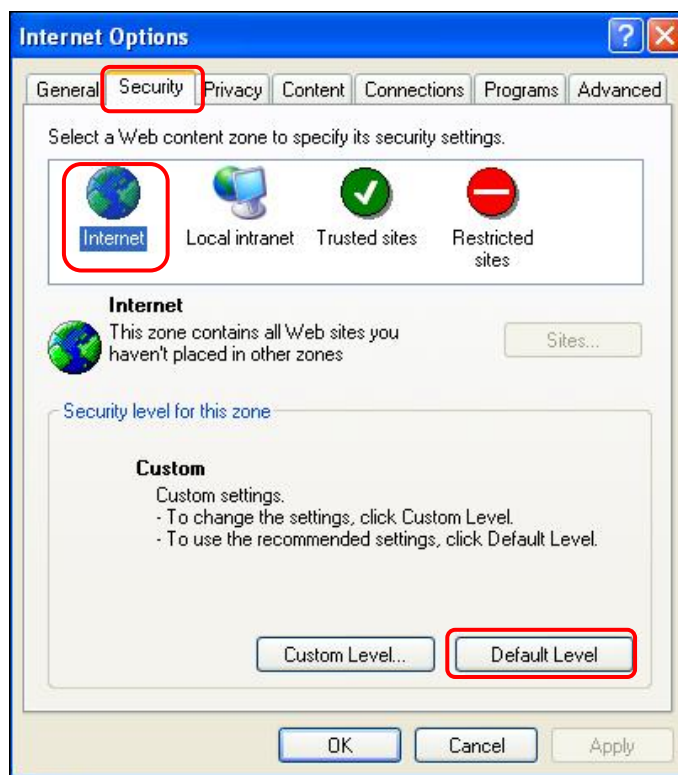 Internet Options
General Security Privacy Content Connections Programs Advanced
Select a Web content zone to specify its security settings.
Internet Local intranet Trusted sites Restricted
sites
Internet
This zone contains all Web sites you
haven't placed in other zones
Sites...
Security level for this zone
Custom
Custom settings.
- To change the settings, click Custom Level.
- To use the recommended settings, click Default Level.
Custom Level... Default Level
OK Cancel Apply